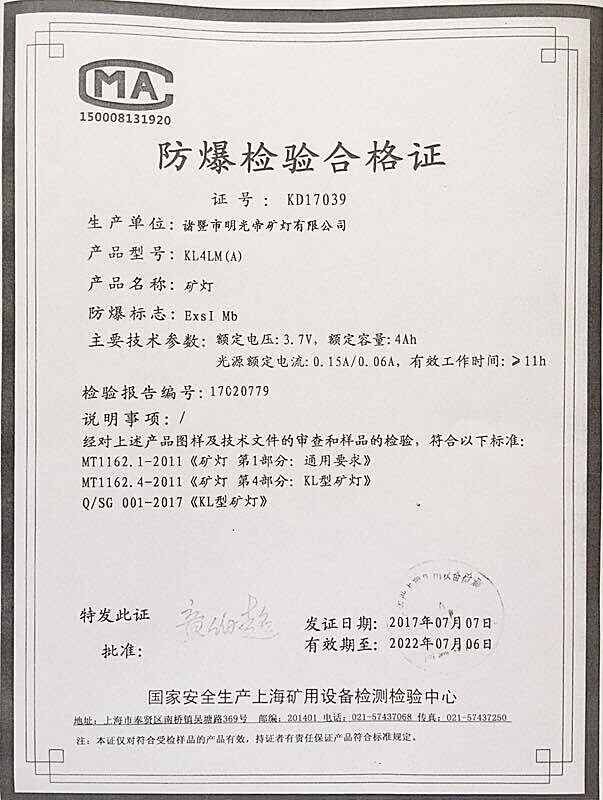 CMA
150008131920
防爆检验合格证
证号: KD17039
生产单位: 诸暨市明光帝矿灯有限公司
产品型号: KL4LM(A)
产品名称: 矿灯
防爆标志: ExsI Mb
主要技术参数: 额定电压: 3.7V, 额定容量: 4Ah
光源额定电流: 0.15A/0.06A, 有效工作时间: ≥11h
检验报告编号: 17020779
说明事项: /
经对上述产品图样及技术文件的审查和样品的检验, 符合以下标准:
MT1162.1-2011《矿灯 第1部分: 通用要求》
MT1162.4-2011《矿灯 第4部分: KL型矿灯》
Q/SG 001-2017《KL型矿灯》
特发此证
批准:
发证日期: 2017年07月07日
有效期至: 2022年07月06日
国家安全生产上海矿用设备检测检验中心
地址: 上海市奉贤区南桥镇吴塘路369号 邮编: 201401 电话: 021-57437068 传真: 021-57437250
注: 本证仅对符合受检样品的产品有效, 持证者有责任保证产品符合标准规定。